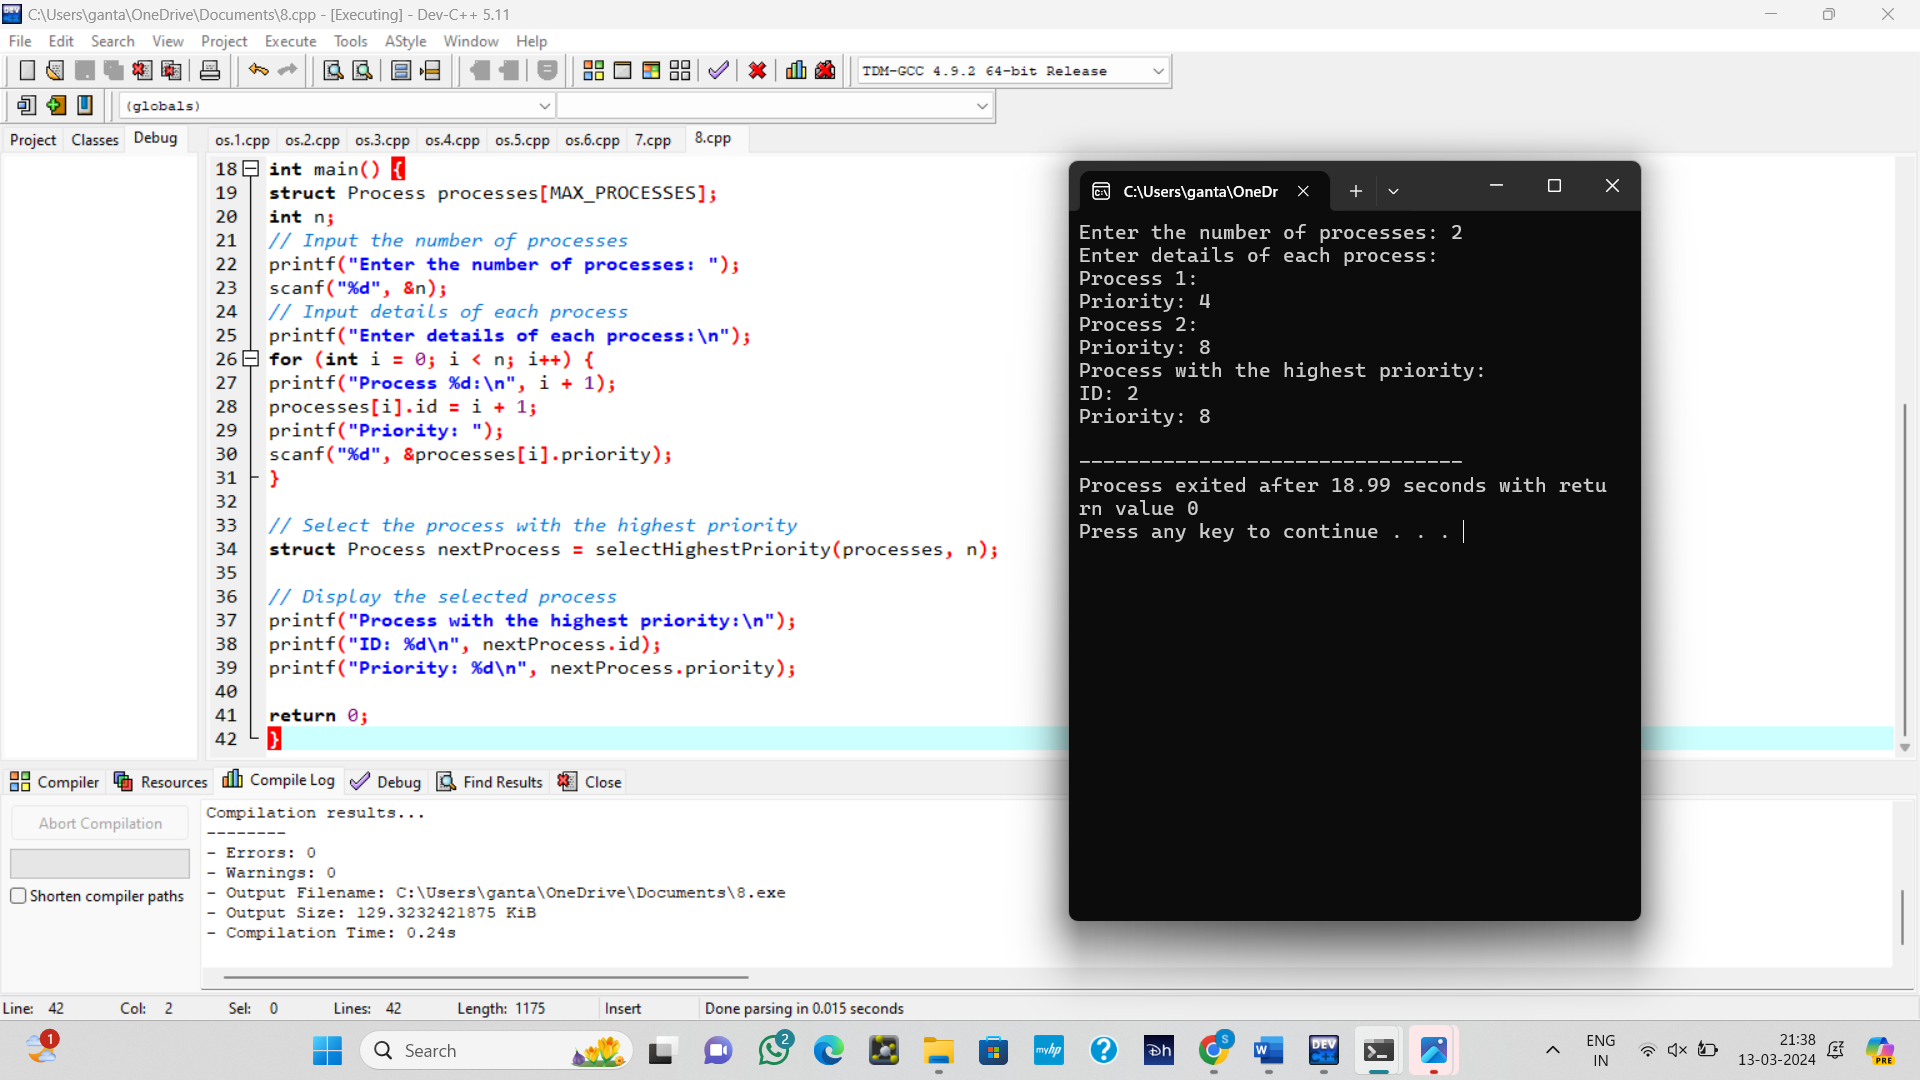 C:\Users\ganta\OneDrive\Documents\8.cpp - [Executing] - Dev-C++ 5.11
File Edit Search View Project Execute Tools AStyle Window Help
TDM-GCC 4.9.2 64-bit Release
(globals)
Project Classes Debug os.1.cpp os.2.cpp os.3.cpp os.4.cpp os.5.cpp os.6.cpp 7.cpp 8.cpp
18 int main() {
19 struct Process processes[MAX_PROCESSES];
20 int n;
21 // Input the number of processes
22 printf("Enter the number of processes: ");
23 scanf("%d", &n);
24 // Input details of each process
25 printf("Enter details of each process:\n");
26 for (int i = 0; i < n; i++) {
27 printf("Process %d:\n", i + 1);
28 processes[i].id = i + 1;
29 printf("Priority: ");
30 scanf("%d", &processes[i].priority);
31 }
32
33 // Select the process with the highest priority
34 struct Process nextProcess = selectHighestPriority(processes, n);
35
36 // Display the selected process
37 printf("Process with the highest priority:\n");
38 printf("ID: %d\n", nextProcess.id);
39 printf("Priority: %d\n", nextProcess.priority);
40
41 return 0;
42 }
C:\Users\ganta\OneDr
Enter the number of processes: 2
Enter details of each process:
Process 1:
Priority: 4
Process 2:
Priority: 8
Process with the highest priority:
ID: 2
Priority: 8
--------------------------------
Process exited after 18.99 seconds with retu
rn value 0
Press any key to continue . . .
Compiler Resources Compile Log Debug Find Results Close
Abort Compilation
Shorten compiler paths
Compilation results...
--------
- Errors: 0
- Warnings: 0
- Output Filename: C:\Users\ganta\OneDrive\Documents\8.exe
- Output Size: 129.3232421875 KiB
- Compilation Time: 0.24s
Line: 42 Col: 2 Sel: 0 Lines: 42 Length: 1175 Insert Done parsing in 0.015 seconds
1
Search
2
myhp
Dh
S
W
DEV
ENG
IN
21:38
13-03-2024
PRE